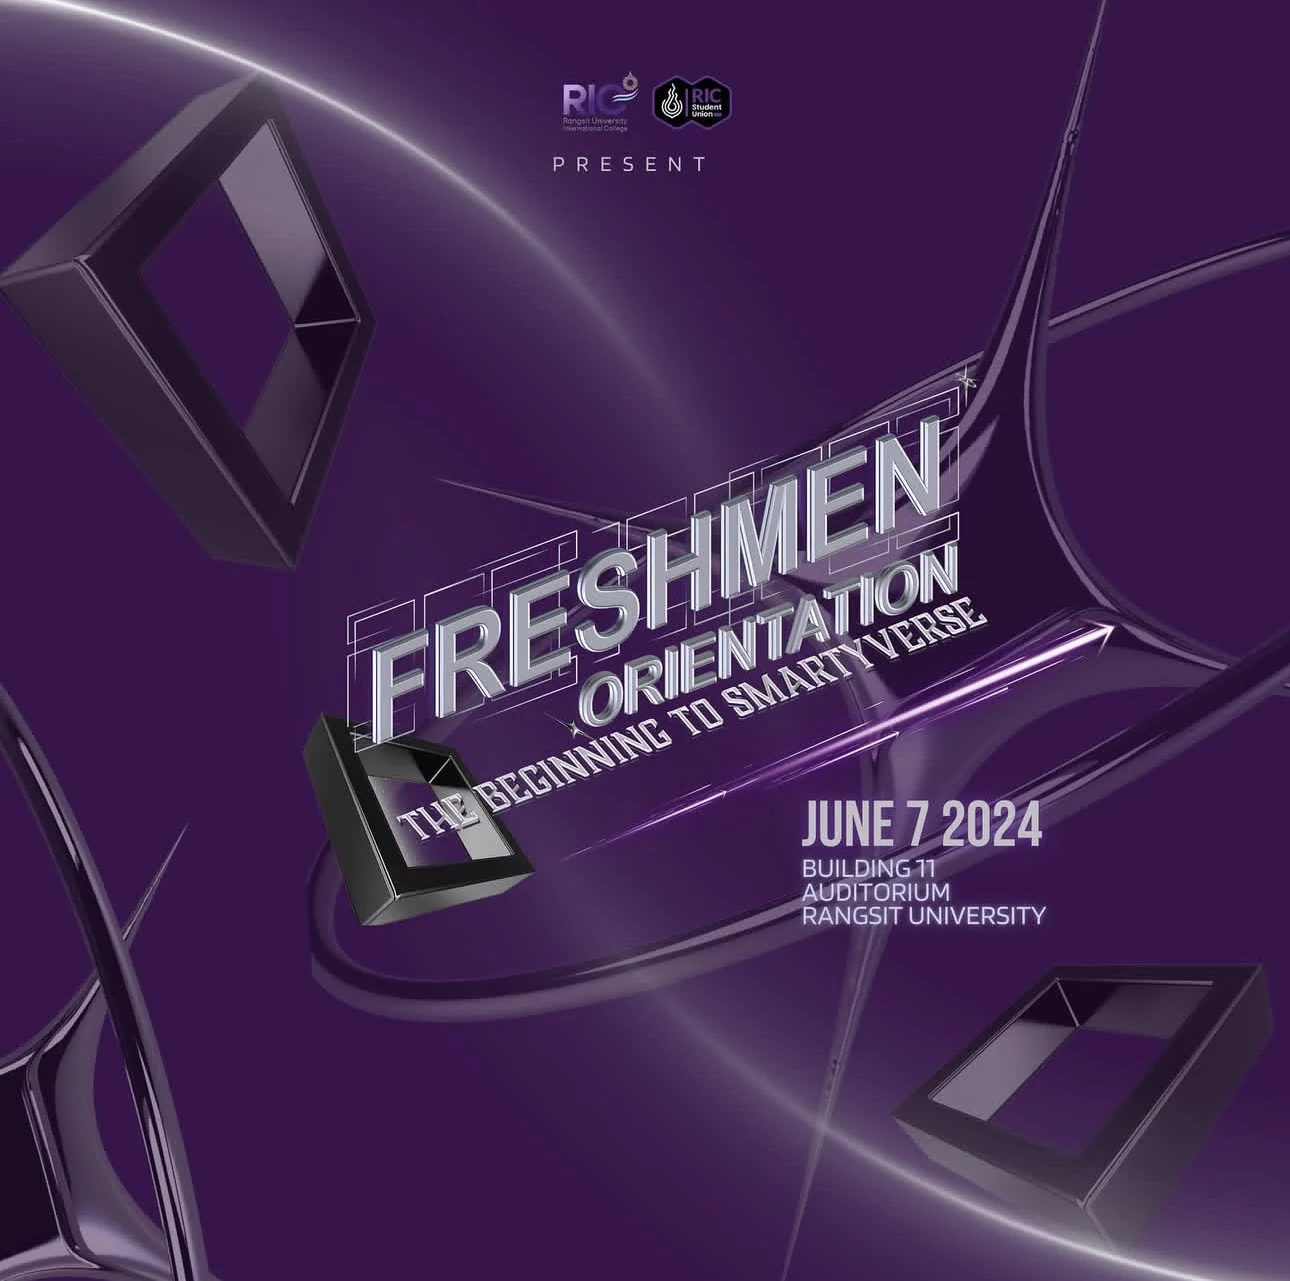 RIC
Rangsit University
International College
RIC
Student
Union
PRESENT
FRESHMEN
ORIENTATION
THE BEGINNING TO SMARTYVERSE
JUNE 7 2024
BUILDING 11
AUDITORIUM
RANGSIT UNIVERSITY